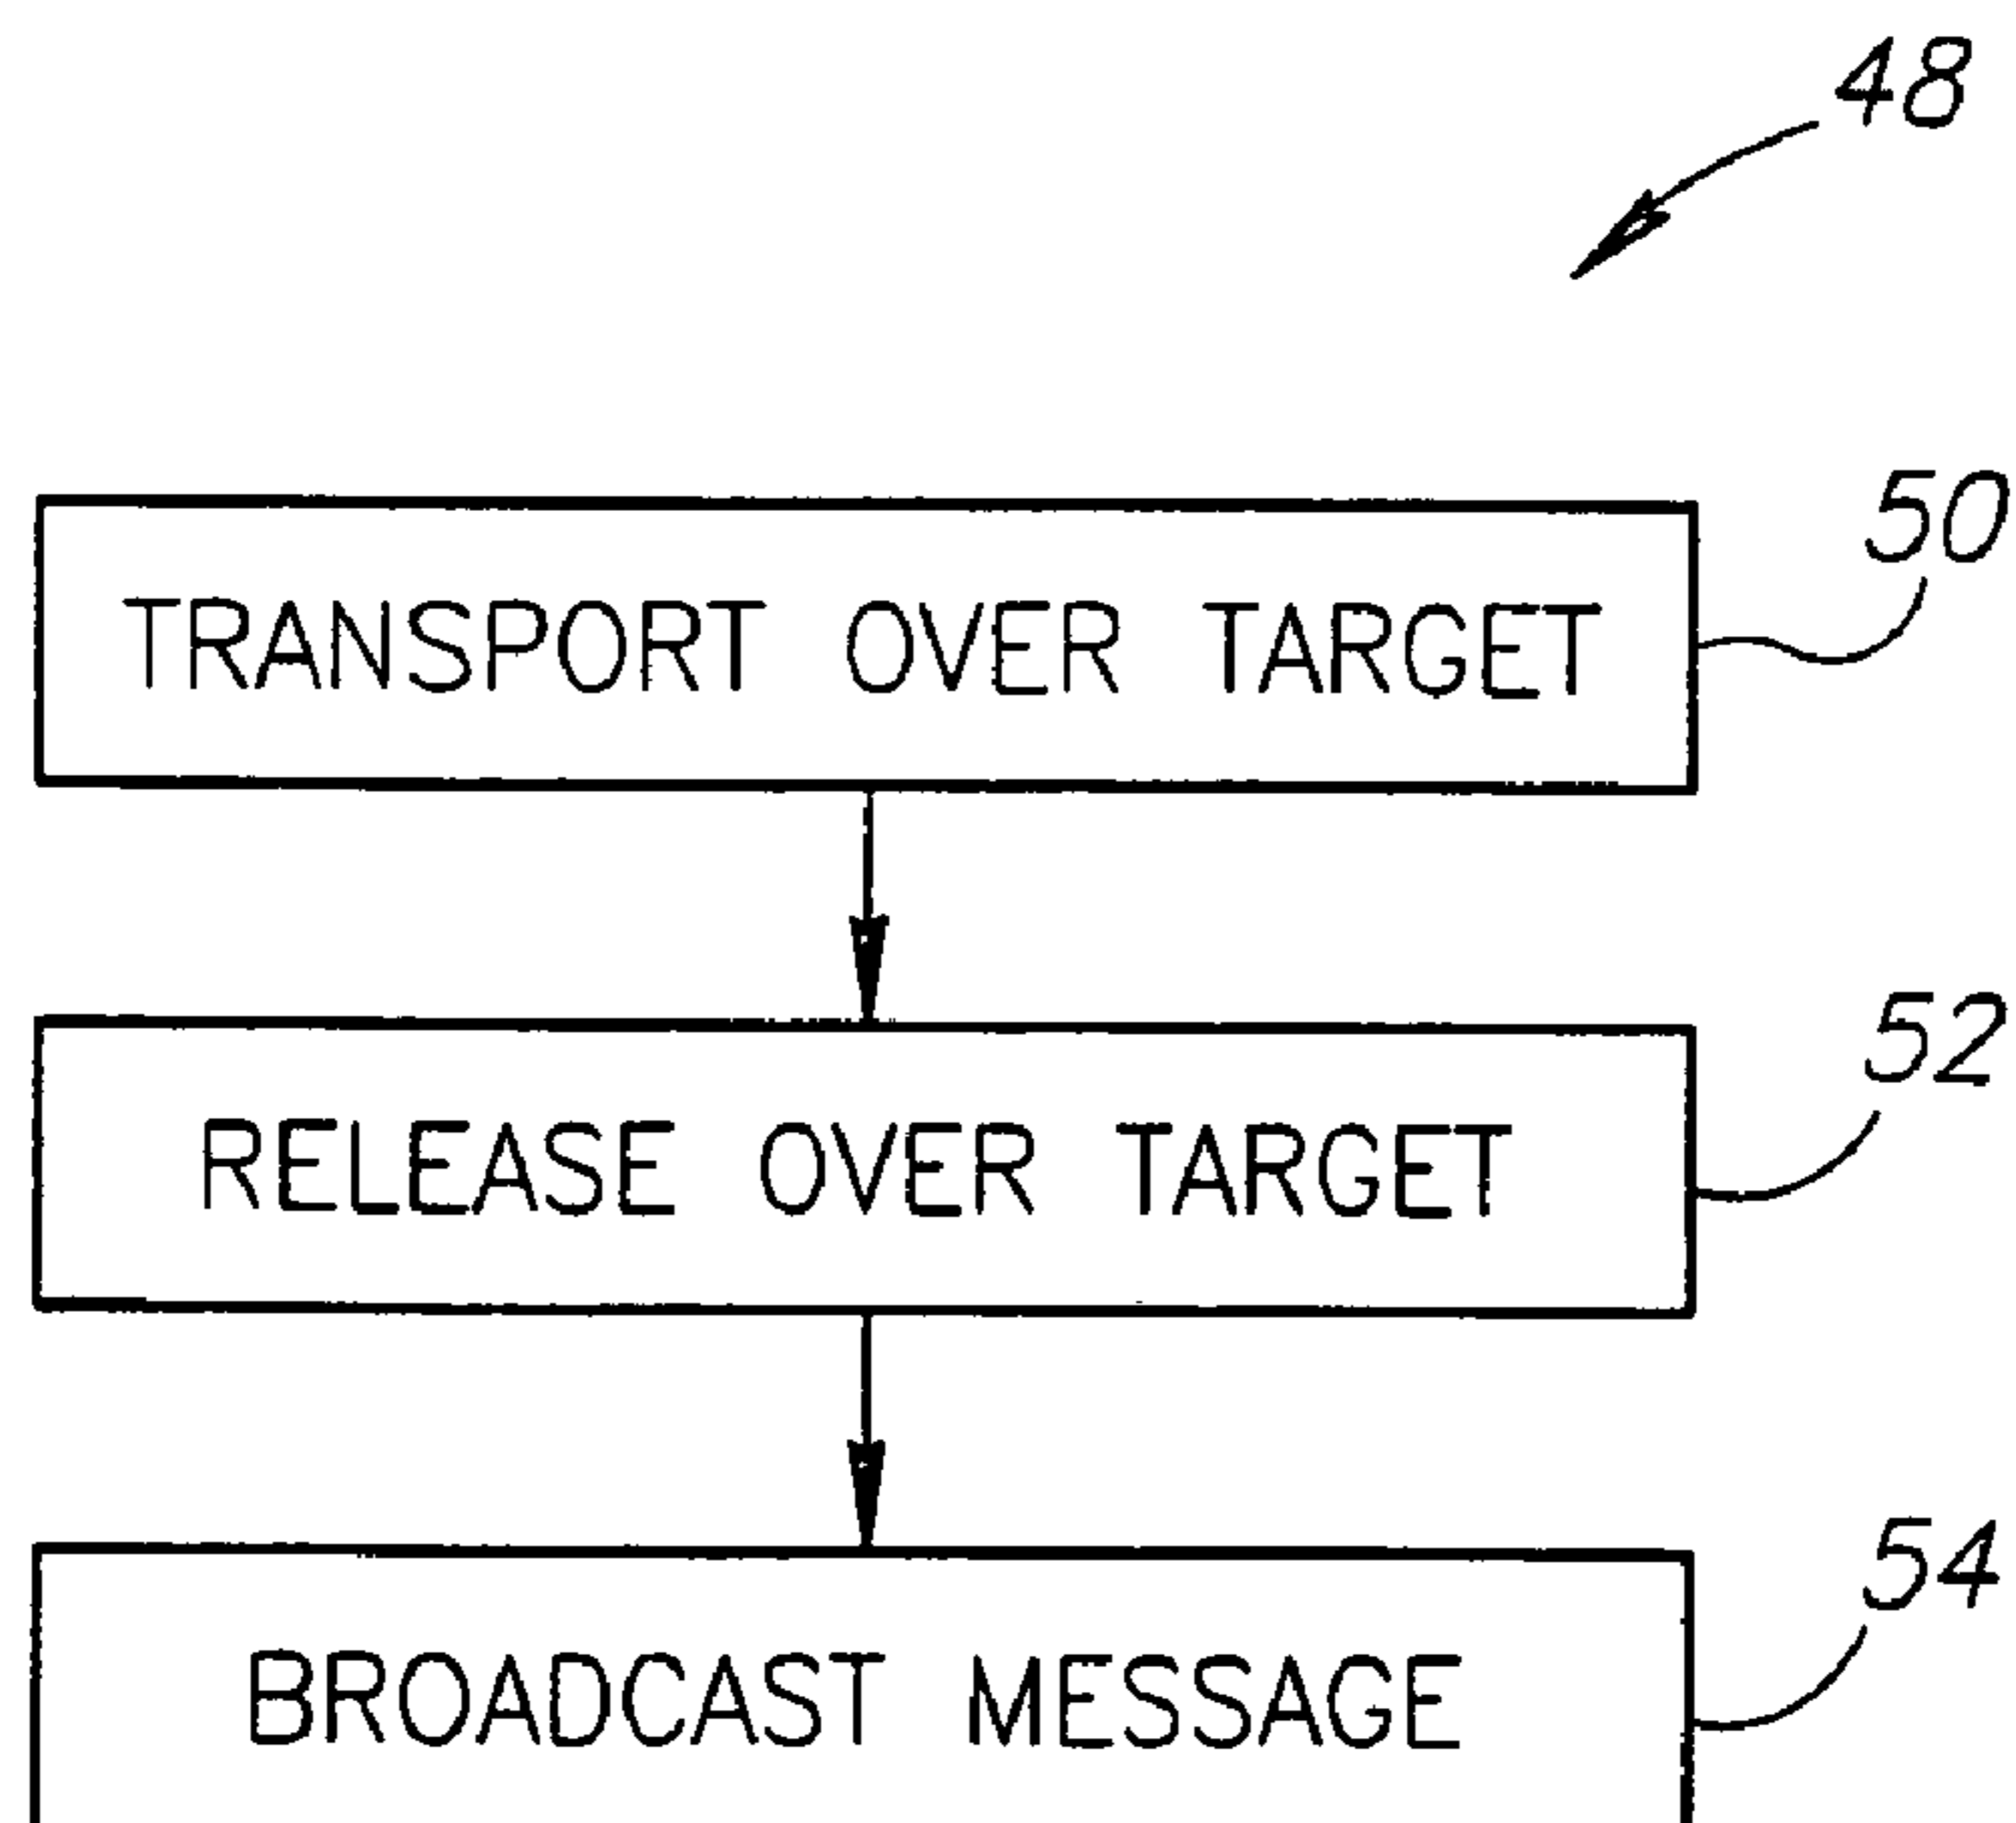 48
50
TRANSPORT OVER TARGET
52
RELEASE OVER TARGET
54
BROADCAST MESSAGE